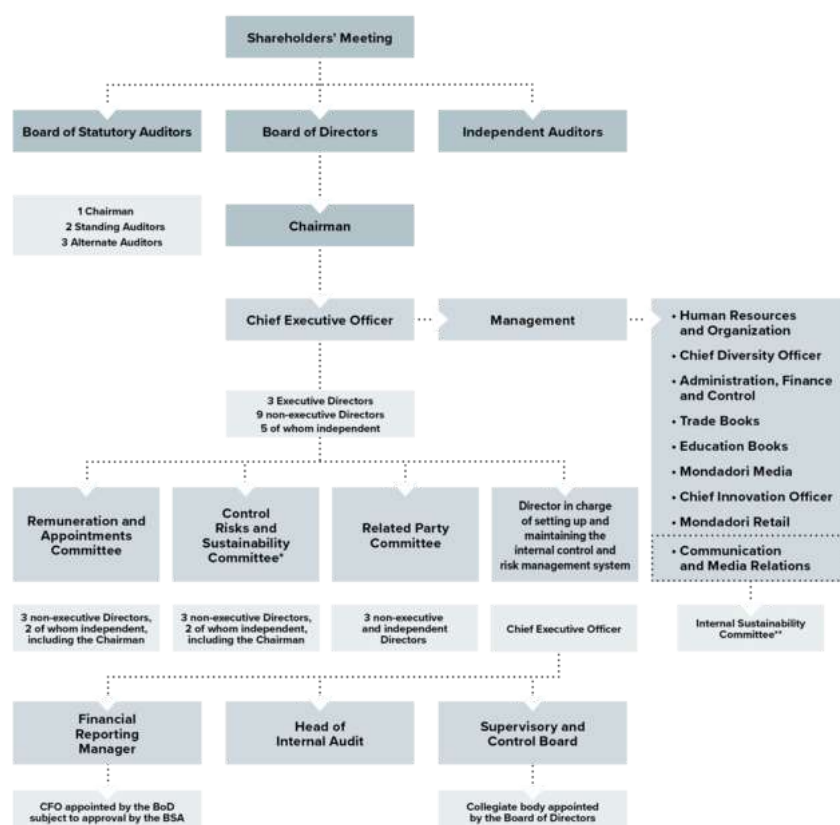 Shareholders' Meeting
Board of Statutory Auditors
Board of Directors
Independent Auditors
1 Chairman
2 Standing Auditors
3 Alternate Auditors
Chairman
Chief Executive Officer
Management
• Human Resources
and Organization
• Chief Diversity Officer
• Administration, Finance
and Control
• Trade Books
• Education Books
• Mondadori Media
• Chief Innovation Officer
• Mondadori Retail
• Communication
and Media Relations
3 Executive Directors
9 non-executive Directors
5 of whom independent
Remuneration and
Appointments
Committee
Control
Risks and
Sustainability
Committee*
Related Party
Committee
Director in charge
of setting up and
maintaining the
internal control and
risk management system
3 non-executive Directors,
2 of whom independent,
including the Chairman
3 non-executive Directors,
2 of whom independent,
including the Chairman
3 non-executive
and independent
Directors
Chief Executive Officer
Internal Sustainability
Committee**
Financial
Reporting
Manager
Head of
Internal Audit
Supervisory and
Control Board
CFO appointed by the BoD
subject to approval by the BSA
Collegiate body appointed
by the Board of Directors